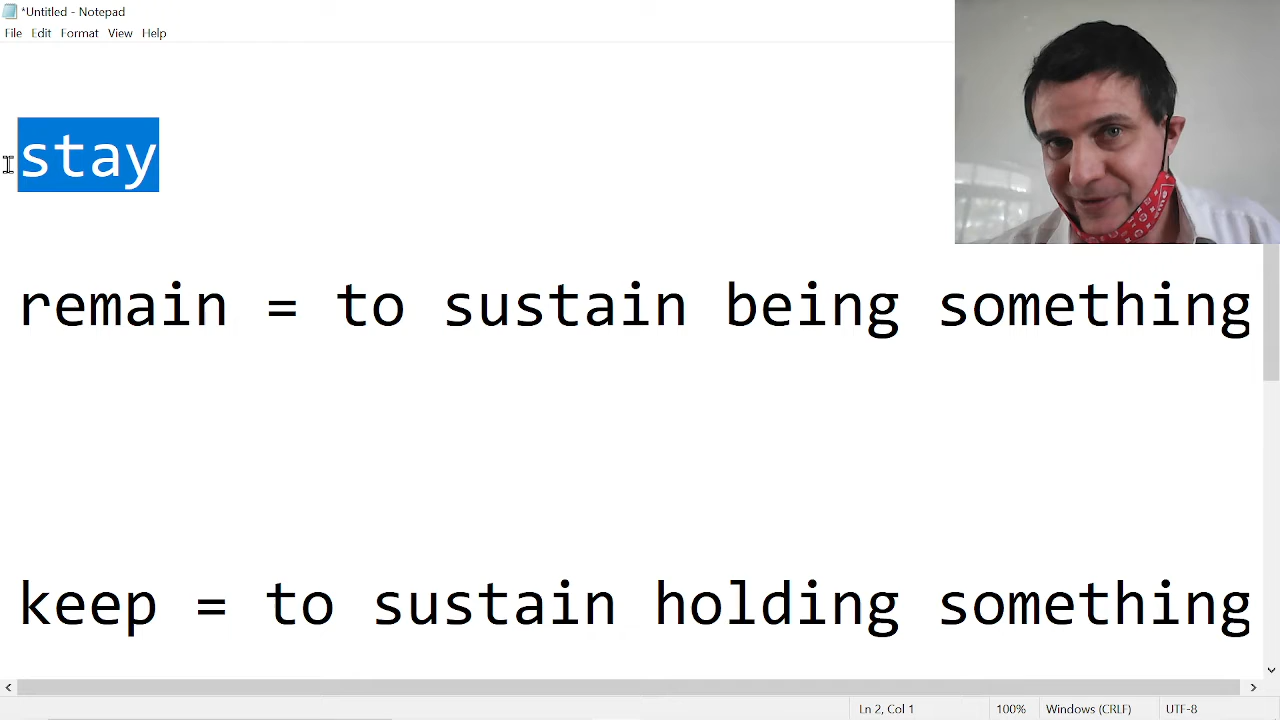 *Untitled - Notepad
File Edit Format View Help
stay
remain = to sustain being something
keep = to sustain holding something
Ln 2, Col 1 100% Windows (CRLF) UTF-8